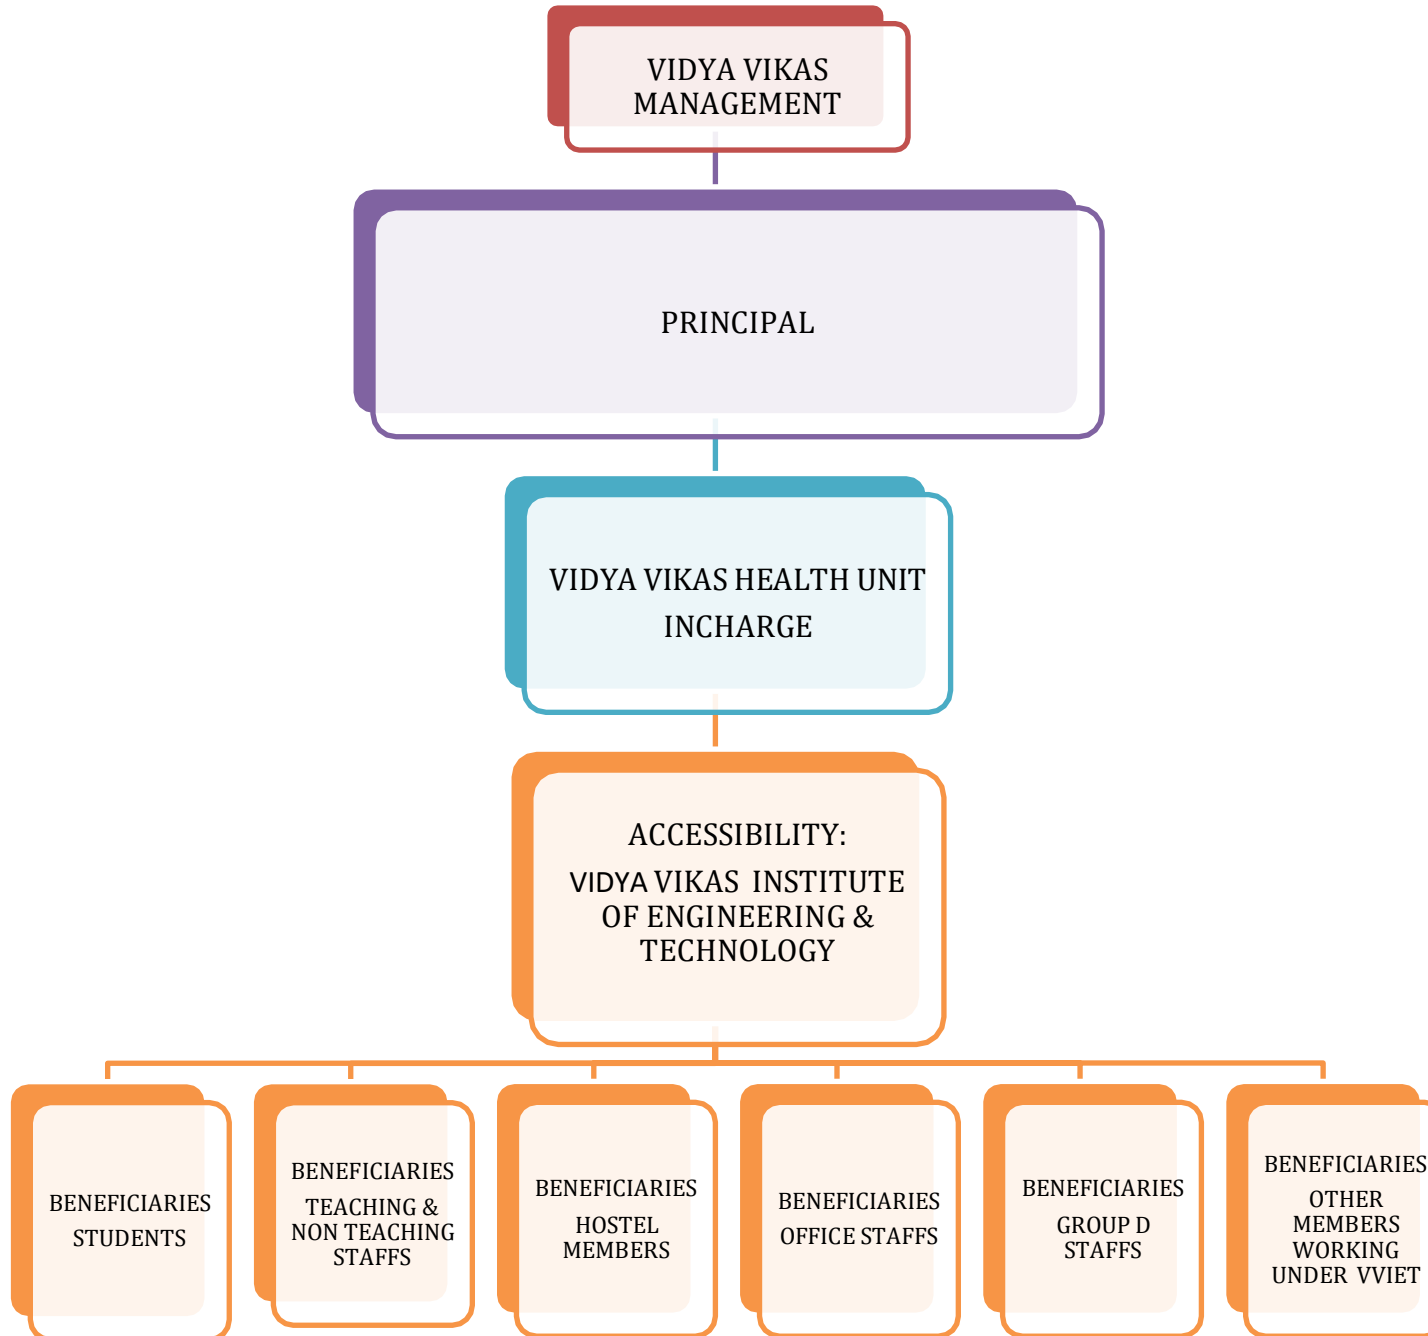 VIDYA VIKAS
MANAGEMENT
PRINCIPAL
VIDYA VIKAS HEALTH UNIT
INCHARGE
ACCESSIBILITY:
VIDYA VIKAS INSTITUTE
OF ENGINEERING &
TECHNOLOGY
BENEFICIARIES
STUDENTS
BENEFICIARIES
TEACHING &
NON TEACHING
STAFFS
BENEFICIARIES
HOSTEL
MEMBERS
BENEFICIARIES
OFFICE STAFFS
BENEFICIARIES
GROUP D
STAFFS
BENEFICIARIES
OTHER
MEMBERS
WORKING
UNDER VVIET